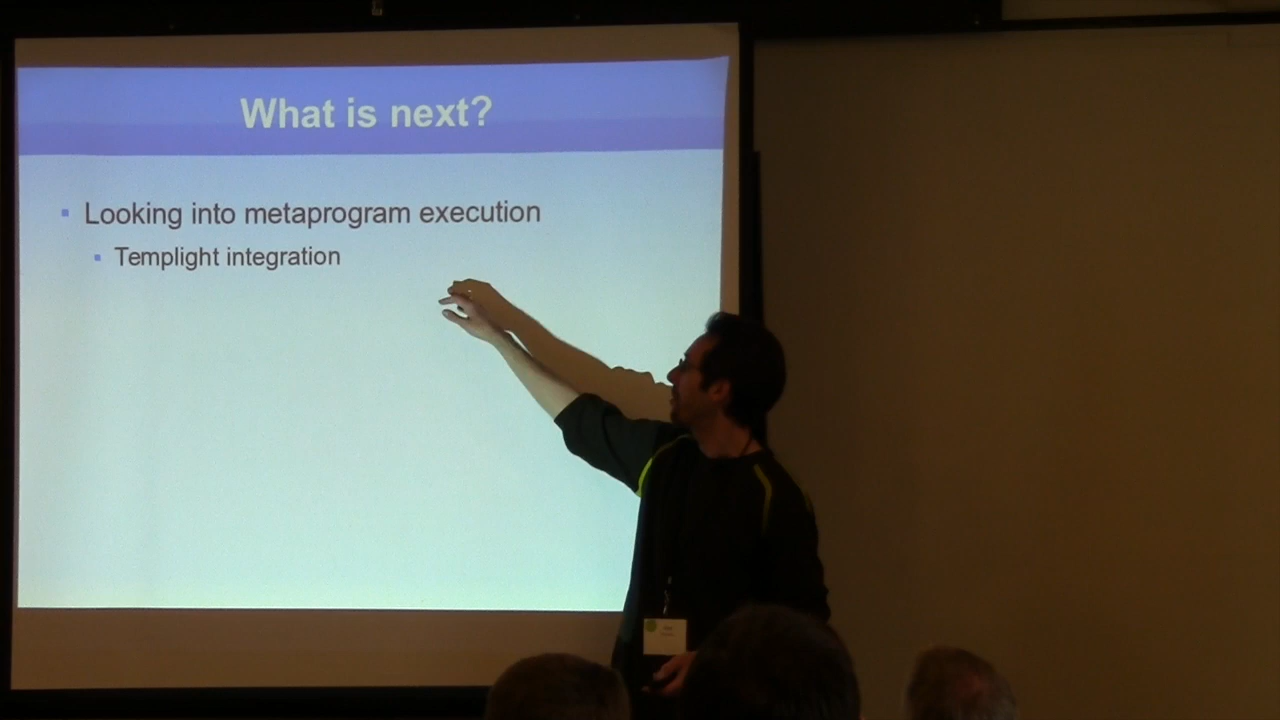 What is next?
Looking into metaprogram execution
Templight integration